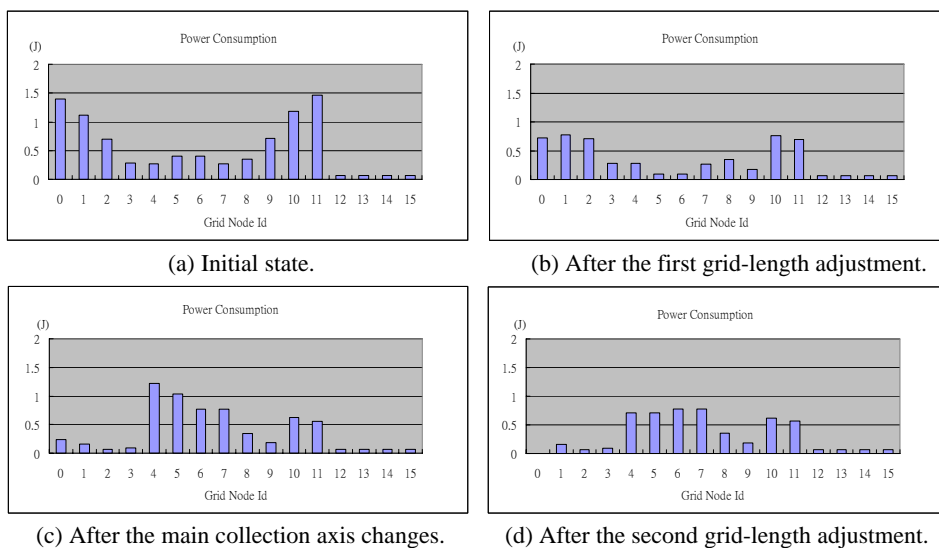 Power Consumption
(J)
2
1.5
1
0.5
0
0 1 2 3 4 5 6 7 8 9 10 11 12 13 14 15
Grid Node Id
(a) Initial state.
Power Consumption
(J)
2
1.5
1
0.5
0
0 1 2 3 4 5 6 7 8 9 10 11 12 13 14 15
Grid Node Id
(b) After the first grid-length adjustment.
Power Consumption
(J)
2
1.5
1
0.5
0
0 1 2 3 4 5 6 7 8 9 10 11 12 13 14 15
Grid Node Id
(c) After the main collection axis changes.
Power Consumption
(J)
2
1.5
1
0.5
0
0 1 2 3 4 5 6 7 8 9 10 11 12 13 14 15
Grid Node Id
(d) After the second grid-length adjustment.